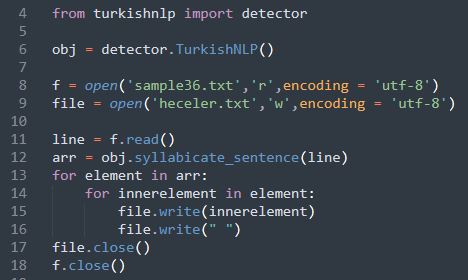 4 from turkishnlp import detector
5
6 obj = detector.TurkishNLP()
7
8 f = open('sample36.txt','r',encoding = 'utf-8')
9 file = open('heceler.txt','w',encoding = 'utf-8')
10
11 line = f.read()
12 arr = obj.syllabicate_sentence(line)
13 for element in arr:
14     for innerelement in element:
15         file.write(innerelement)
16         file.write(" ")
17 file.close()
18 f.close()